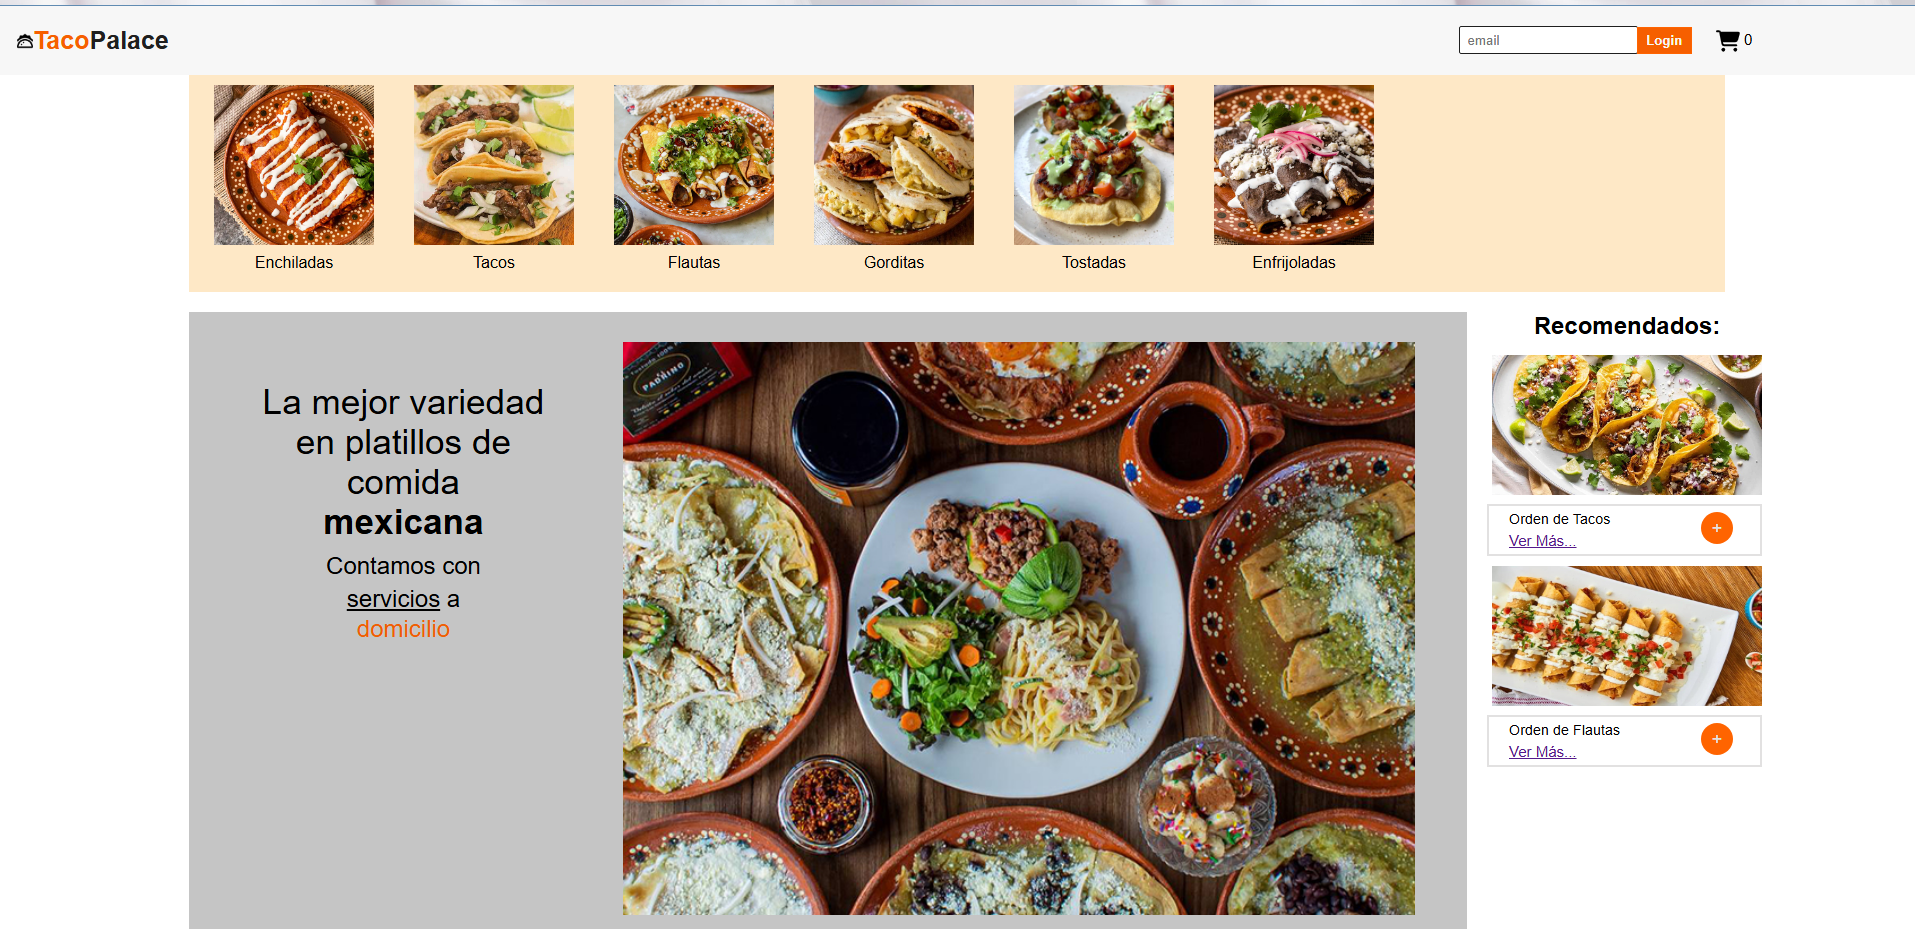 TacoPalace
email
Login
0
Enchiladas
Tacos
Flautas
Gorditas
Tostadas
Enfrijoladas
La mejor variedad
en platillos de
comida
mexicana
Contamos con
servicios a
domicilio
PADRINO
Recomendados:
Orden de Tacos
+
Ver Más...
Orden de Flautas
+
Ver Más...